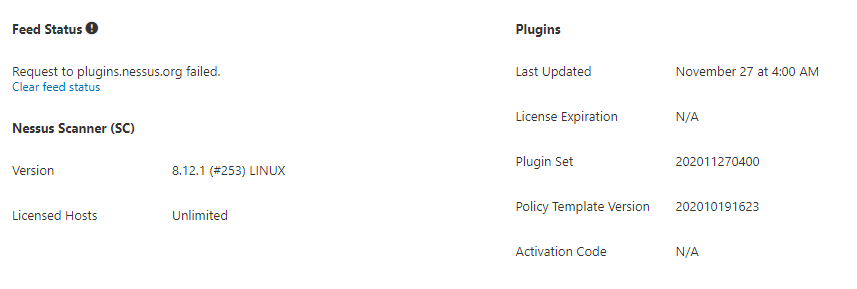 Feed Status
Request to plugins.nessus.org failed.
Clear feed status
Nessus Scanner (SC)
Version 8.12.1 (#253) LINUX
Licensed Hosts Unlimited
Plugins
Last Updated November 27 at 4:00 AM
License Expiration N/A
Plugin Set 202011270400
Policy Template Version 202010191623
Activation Code N/A